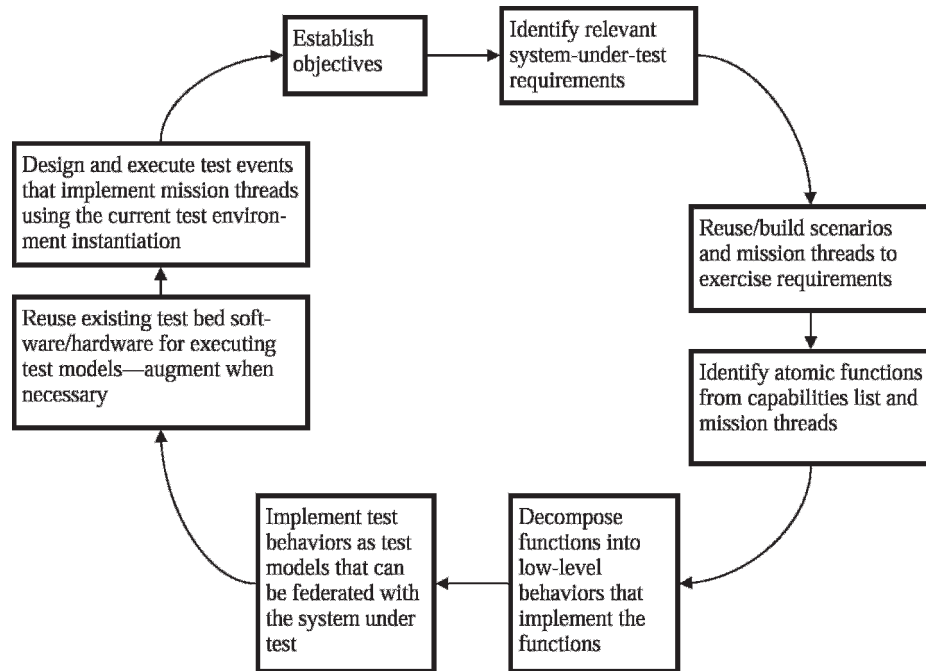 Establish
objectives
Identify relevant
system-under-test
requirements
Reuse/build scenarios
and mission threads to
exercise requirements
Identify atomic functions
from capabilities list and
mission threads
Decompose
functions into
low-level
behaviors that
implement the
functions
Implement test
behaviors as test
models that can
be federated with
the system under
test
Reuse existing test bed soft-
ware/hardware for executing
test models—augment when
necessary
Design and execute test events
that implement mission threads
using the current test environ-
ment instantiation